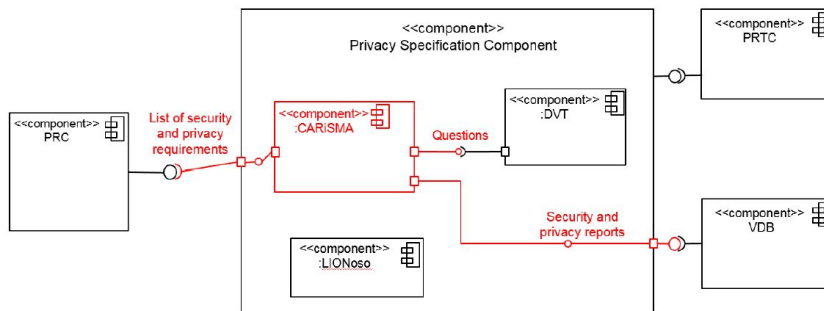 <<component>>
Privacy Specification Component
<<component>>
PRTC
<<component>>
PRC
List of security
and privacy
requirements
<<component>>
:CARiSMA
Questions
<<component>>
:DVT
Security and
privacy reports
<<component>>
VDB
<<component>>
:LIONoso